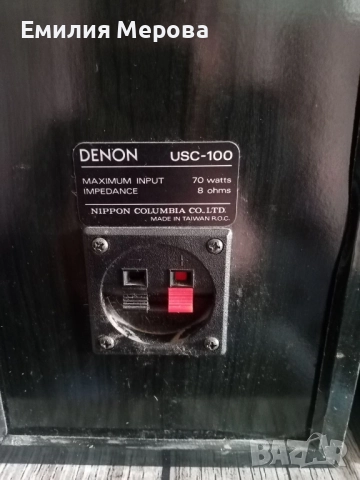 Емилия Мерова
DENON USC-100
MAXIMUM INPUT 70 watts
IMPEDANCE 8 ohms
NIPPON COLUMBIA CO.,LTD.
MADE IN TAIWAN R.O.C.
BAZAR